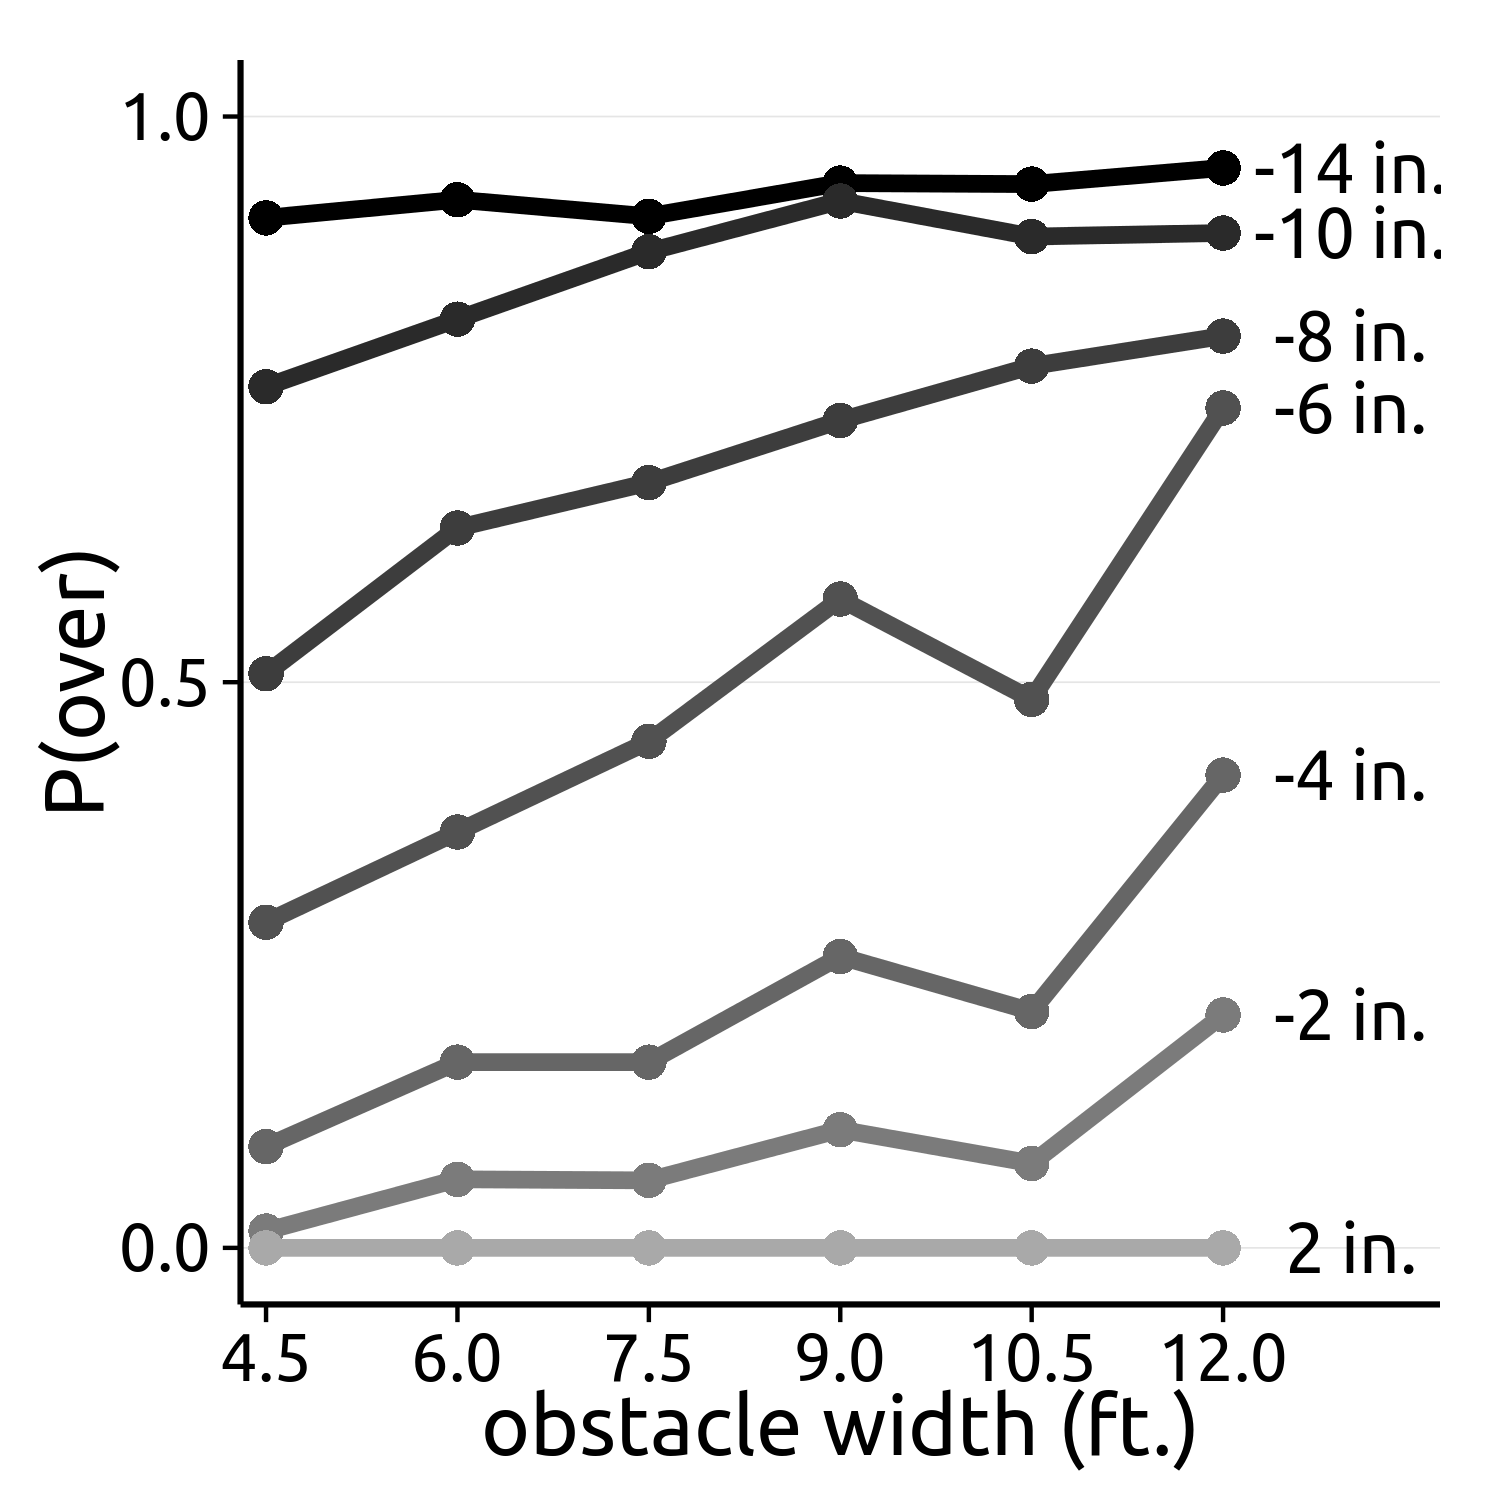 1.0
0.5
0.0
P(over)
-14 in.
-10 in.
-8 in.
-6 in.
-4 in.
-2 in.
2 in.
4.5 6.0 7.5 9.0 10.5 12.0
obstacle width (ft.)